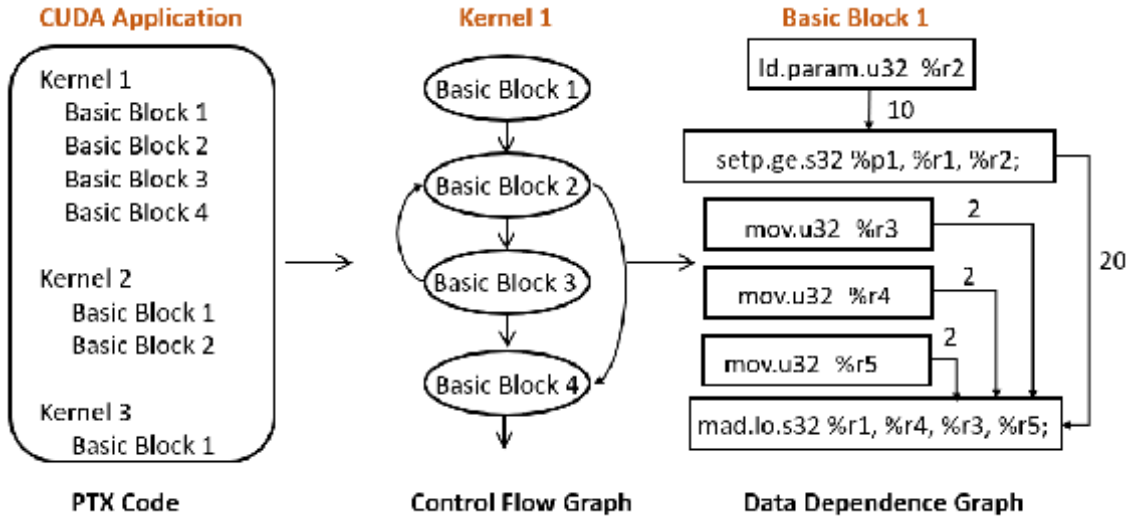 CUDA Application
Kernel 1
Basic Block 1
Basic Block 2
Basic Block 3
Basic Block 4
Kernel 2
Basic Block 1
Basic Block 2
Kernel 3
Basic Block 1
PTX Code
Kernel 1
Basic Block 1
Basic Block 2
Basic Block 3
Basic Block 4
Control Flow Graph
Basic Block 1
ld.param.u32 %r2
10
setp.ge.s32 %p1, %r1, %r2;
2
mov.u32 %r3
20
2
mov.u32 %r4
2
mov.u32 %r5
mad.lo.s32 %r1, %r4, %r3, %r5;
Data Dependence Graph